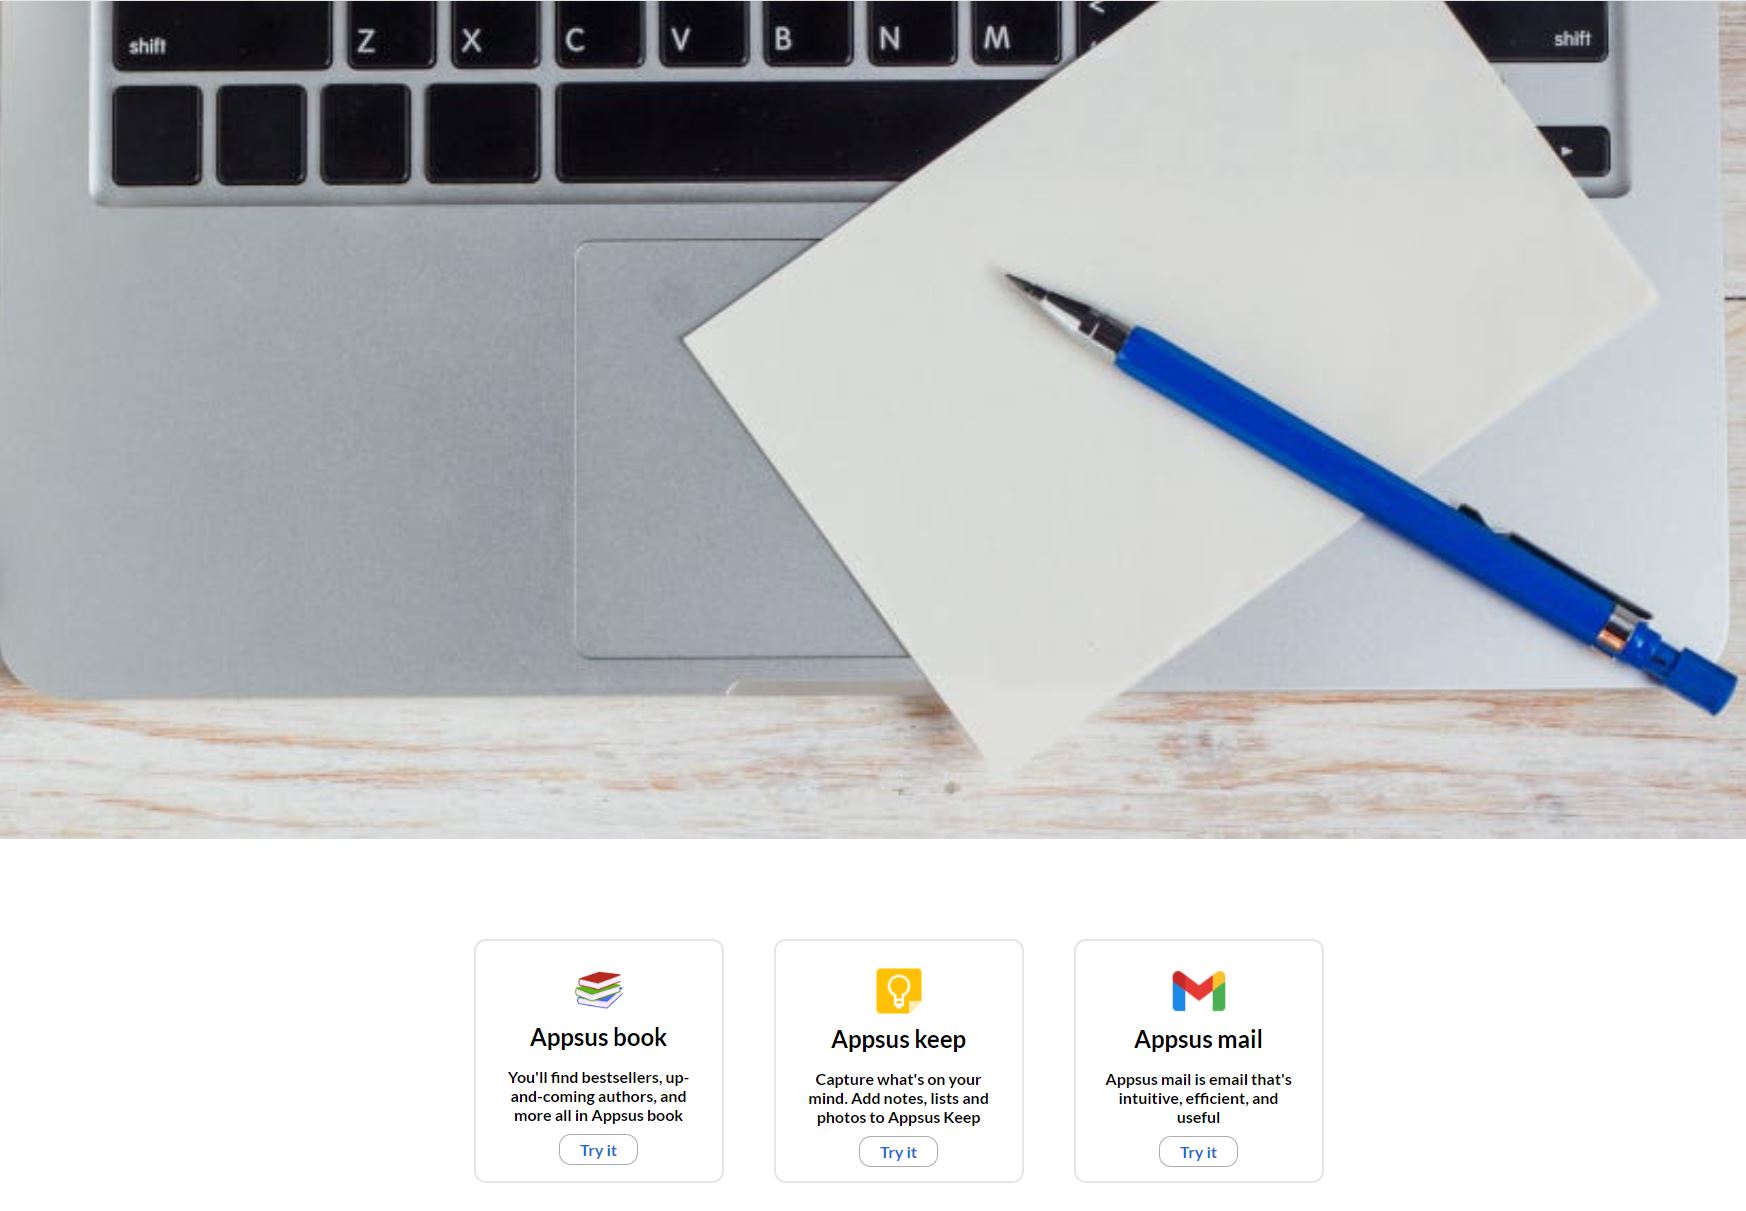 shift
Z
X
C
V
B
N
M
<
shift
Appsus book
You'll find bestsellers, up-
and-coming authors, and
more all in Appsus book
Try it
Appsus keep
Capture what's on your
mind. Add notes, lists and
photos to Appsus Keep
Try it
Appsus mail
Appsus mail is email that's
intuitive, efficient, and
useful
Try it